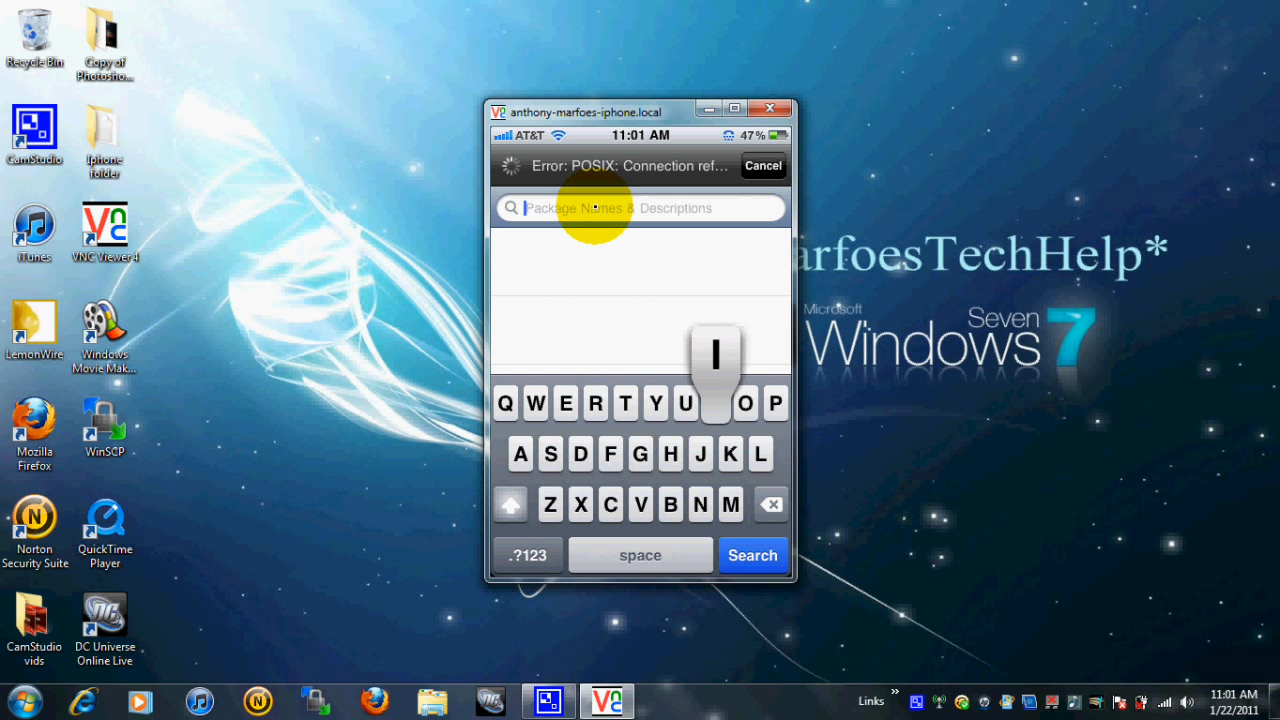 Recycle Bin
Copy of
Photosho...
CamStudio
Iphone
folder
iTunes
VNC Viewer 4
LemonWire
Windows
Movie Mak...
Mozilla
Firefox
WinSCP
Norton
Security Suite
QuickTime
Player
CamStudio
vids
DC Universe
Online Live
anthony-marfoes-iphone.local
AT&T
11:01 AM
47%
Error: POSIX: Connection ref...
Cancel
Package Names & Descriptions
I
Q W E R T Y U O P
A S D F G H J K L
Z X C V B N M
.?123
space
Search
arfoesTechHelp*
Microsoft
Windows
Seven
7
Links
»
11:01 AM
1/22/2011